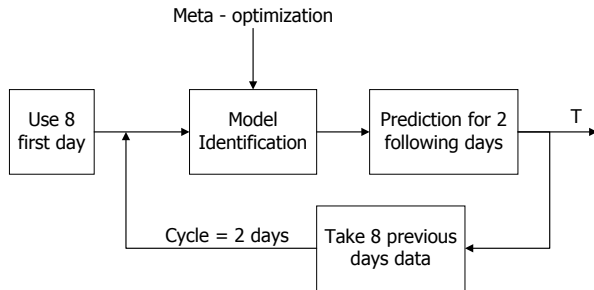 Meta - optimization
Use 8
first day
Model
Identification
Prediction for 2
following days
T
Cycle = 2 days
Take 8 previous
days data